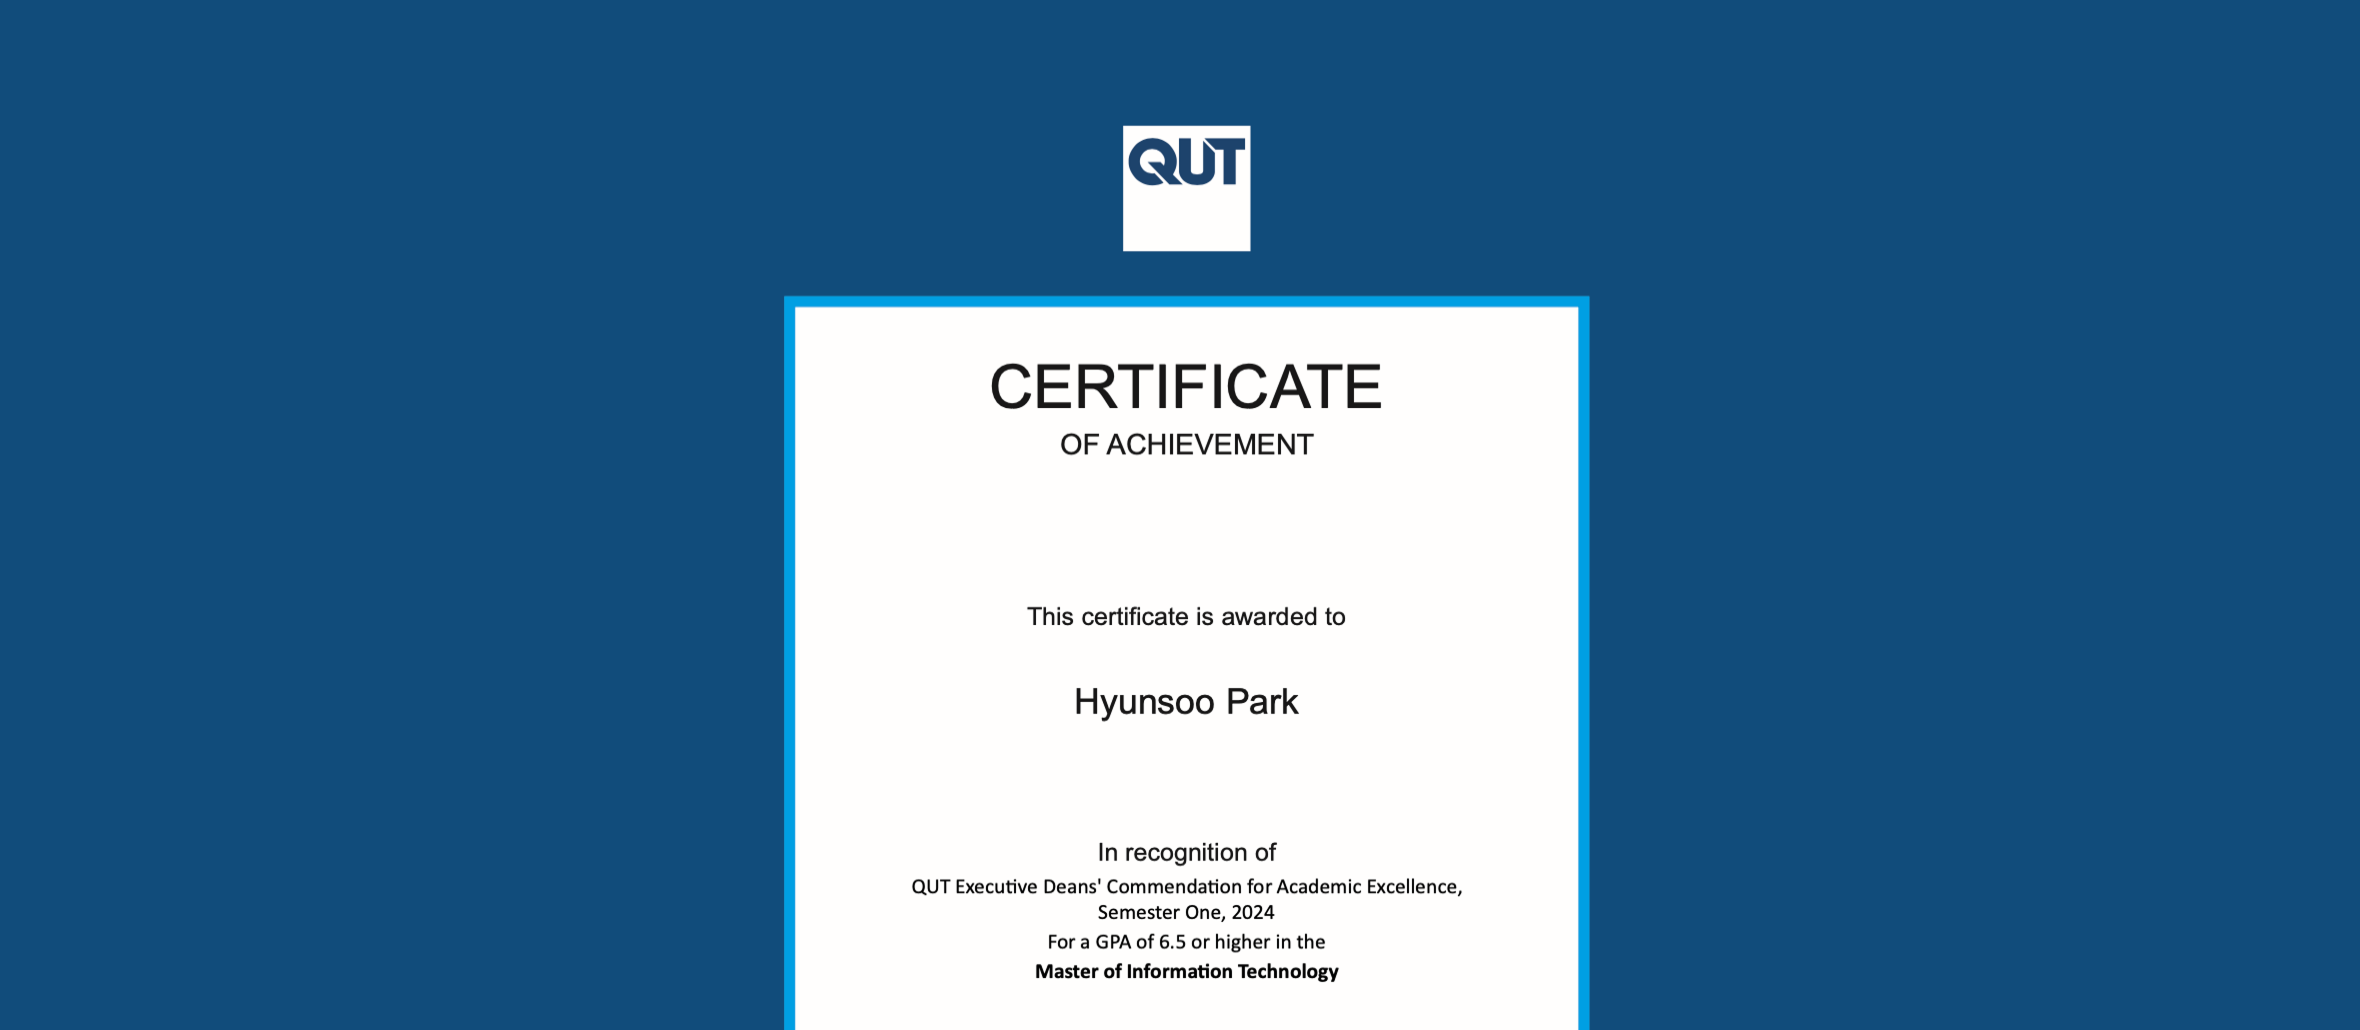 QUT
CERTIFICATE
OF ACHIEVEMENT
This certificate is awarded to
Hyunsoo Park
In recognition of
QUT Executive Deans' Commendation for Academic Excellence,
Semester One, 2024
For a GPA of 6.5 or higher in the
Master of Information Technology